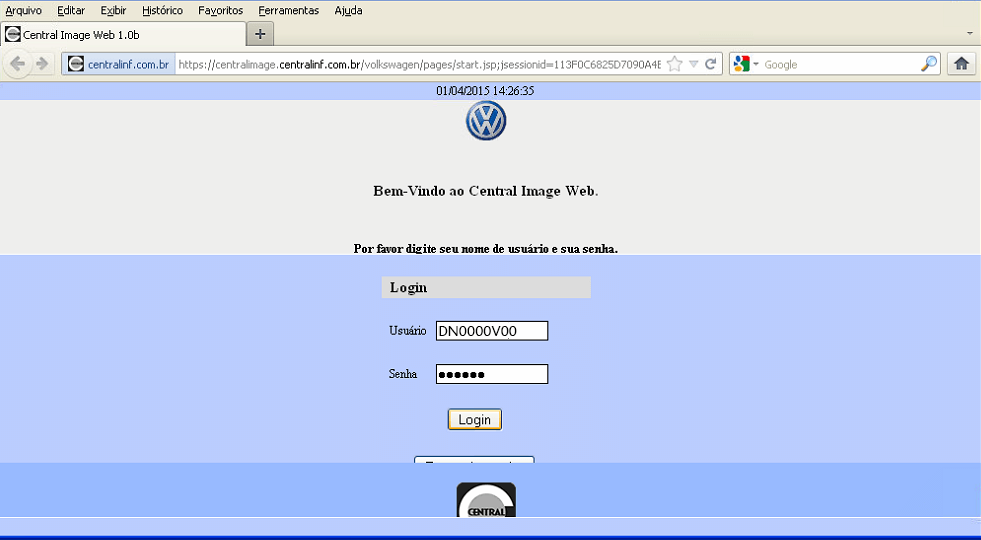 Arquivo Editar Exibir Histórico Favoritos Ferramentas Ajuda
Central Image Web 1.0b
centralinf.com.br https://centralimage.centralinf.com.br/volkswagen/pages/start.jsp;jsessionid=113F0C6825D7090A4E Google
01/04/2015 14:26:35
Bem-Vindo ao Central Image Web.
Por favor digite seu nome de usuário e sua senha.
Login
Usuário DN0000V00
Senha ●●●●●●
Login
CENTRAL